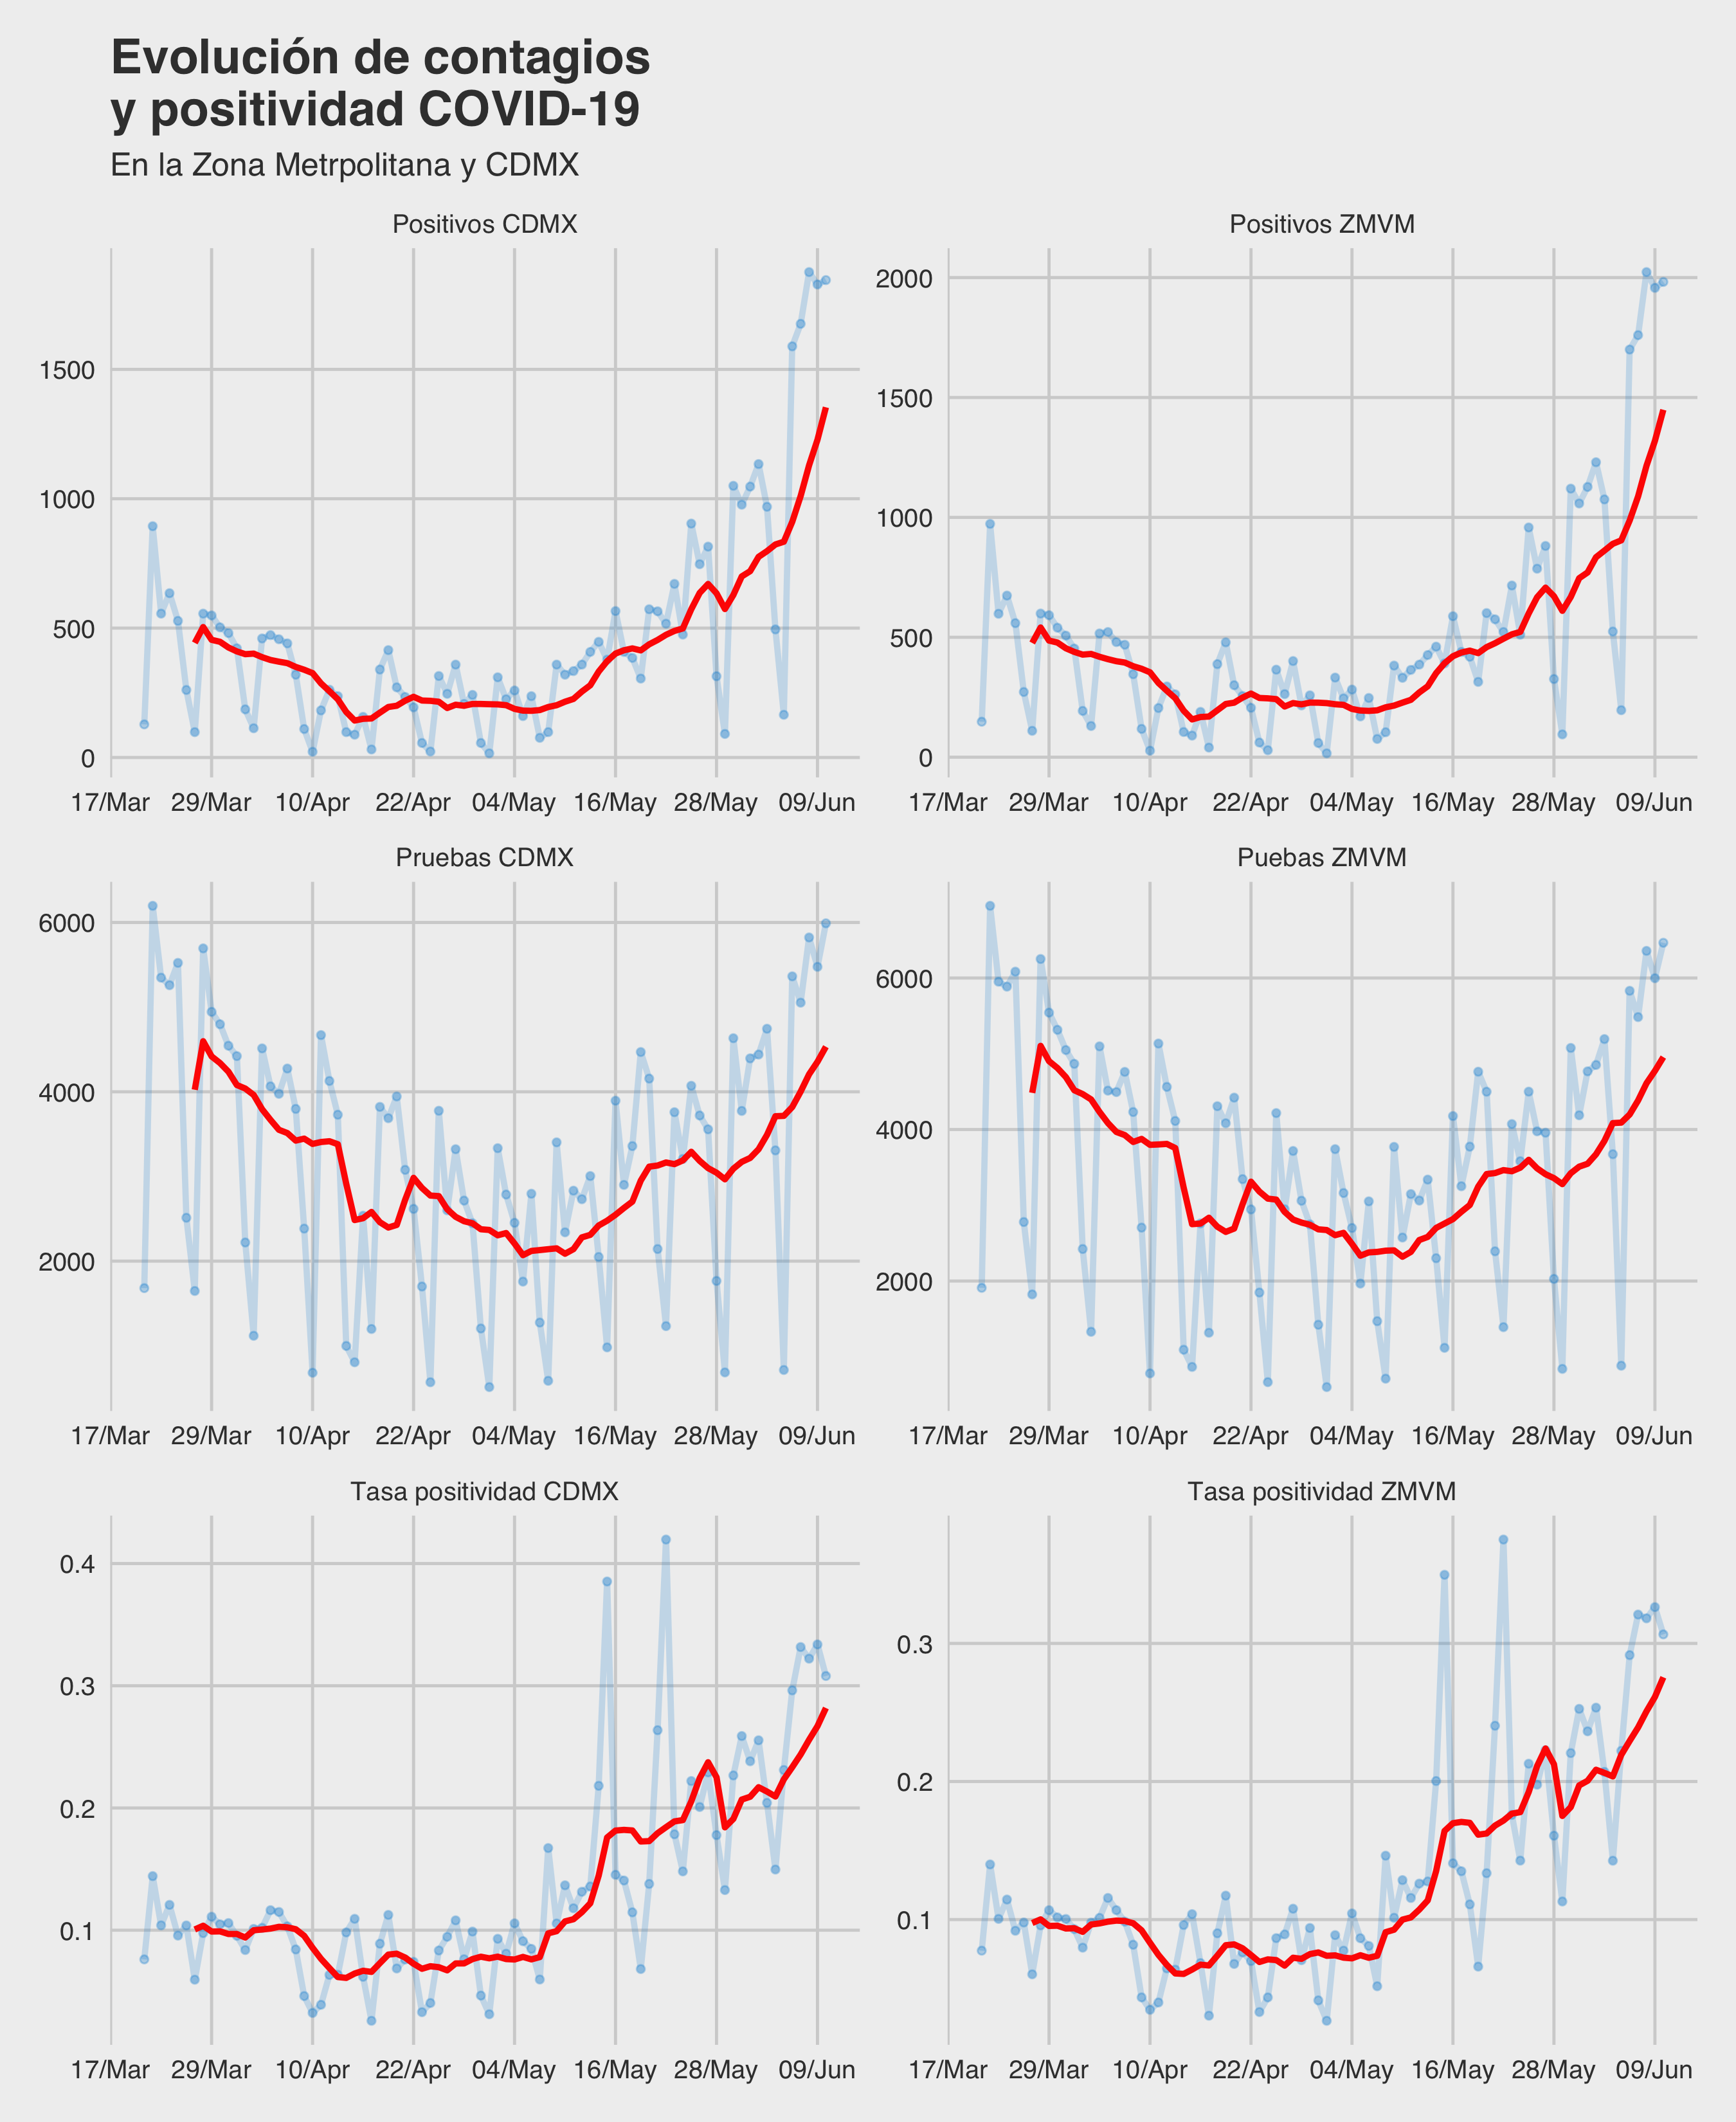 Evolución de contagios
y positividad COVID-19
En la Zona Metrpolitana y CDMX
Positivos CDMX
1500
1000
500
0
17/Mar 29/Mar 10/Apr 22/Apr 04/May 16/May 28/May 09/Jun
Positivos ZMVM
2000
1500
1000
500
0
17/Mar 29/Mar 10/Apr 22/Apr 04/May 16/May 28/May 09/Jun
Pruebas CDMX
6000
4000
2000
17/Mar 29/Mar 10/Apr 22/Apr 04/May 16/May 28/May 09/Jun
Puebas ZMVM
6000
4000
2000
17/Mar 29/Mar 10/Apr 22/Apr 04/May 16/May 28/May 09/Jun
Tasa positividad CDMX
0.4
0.3
0.2
0.1
17/Mar 29/Mar 10/Apr 22/Apr 04/May 16/May 28/May 09/Jun
Tasa positividad ZMVM
0.3
0.2
0.1
17/Mar 29/Mar 10/Apr 22/Apr 04/May 16/May 28/May 09/Jun